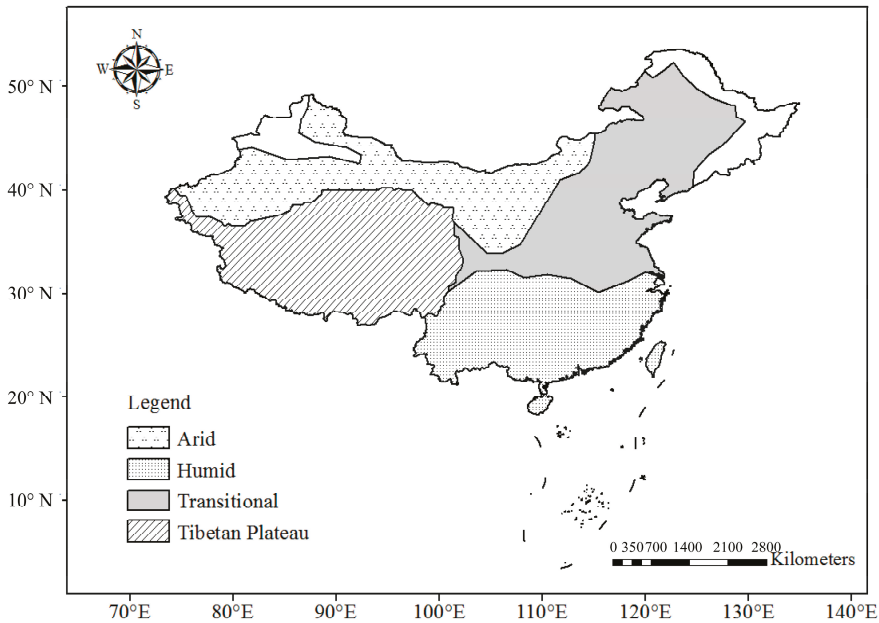 N
W E
S
50° N
40° N
30° N
20° N
10° N
Legend
Arid
Humid
Transitional
Tibetan Plateau
0 350 700 1400 2100 2800
Kilometers
70°E 80°E 90°E 100°E 110°E 120°E 130°E 140°E